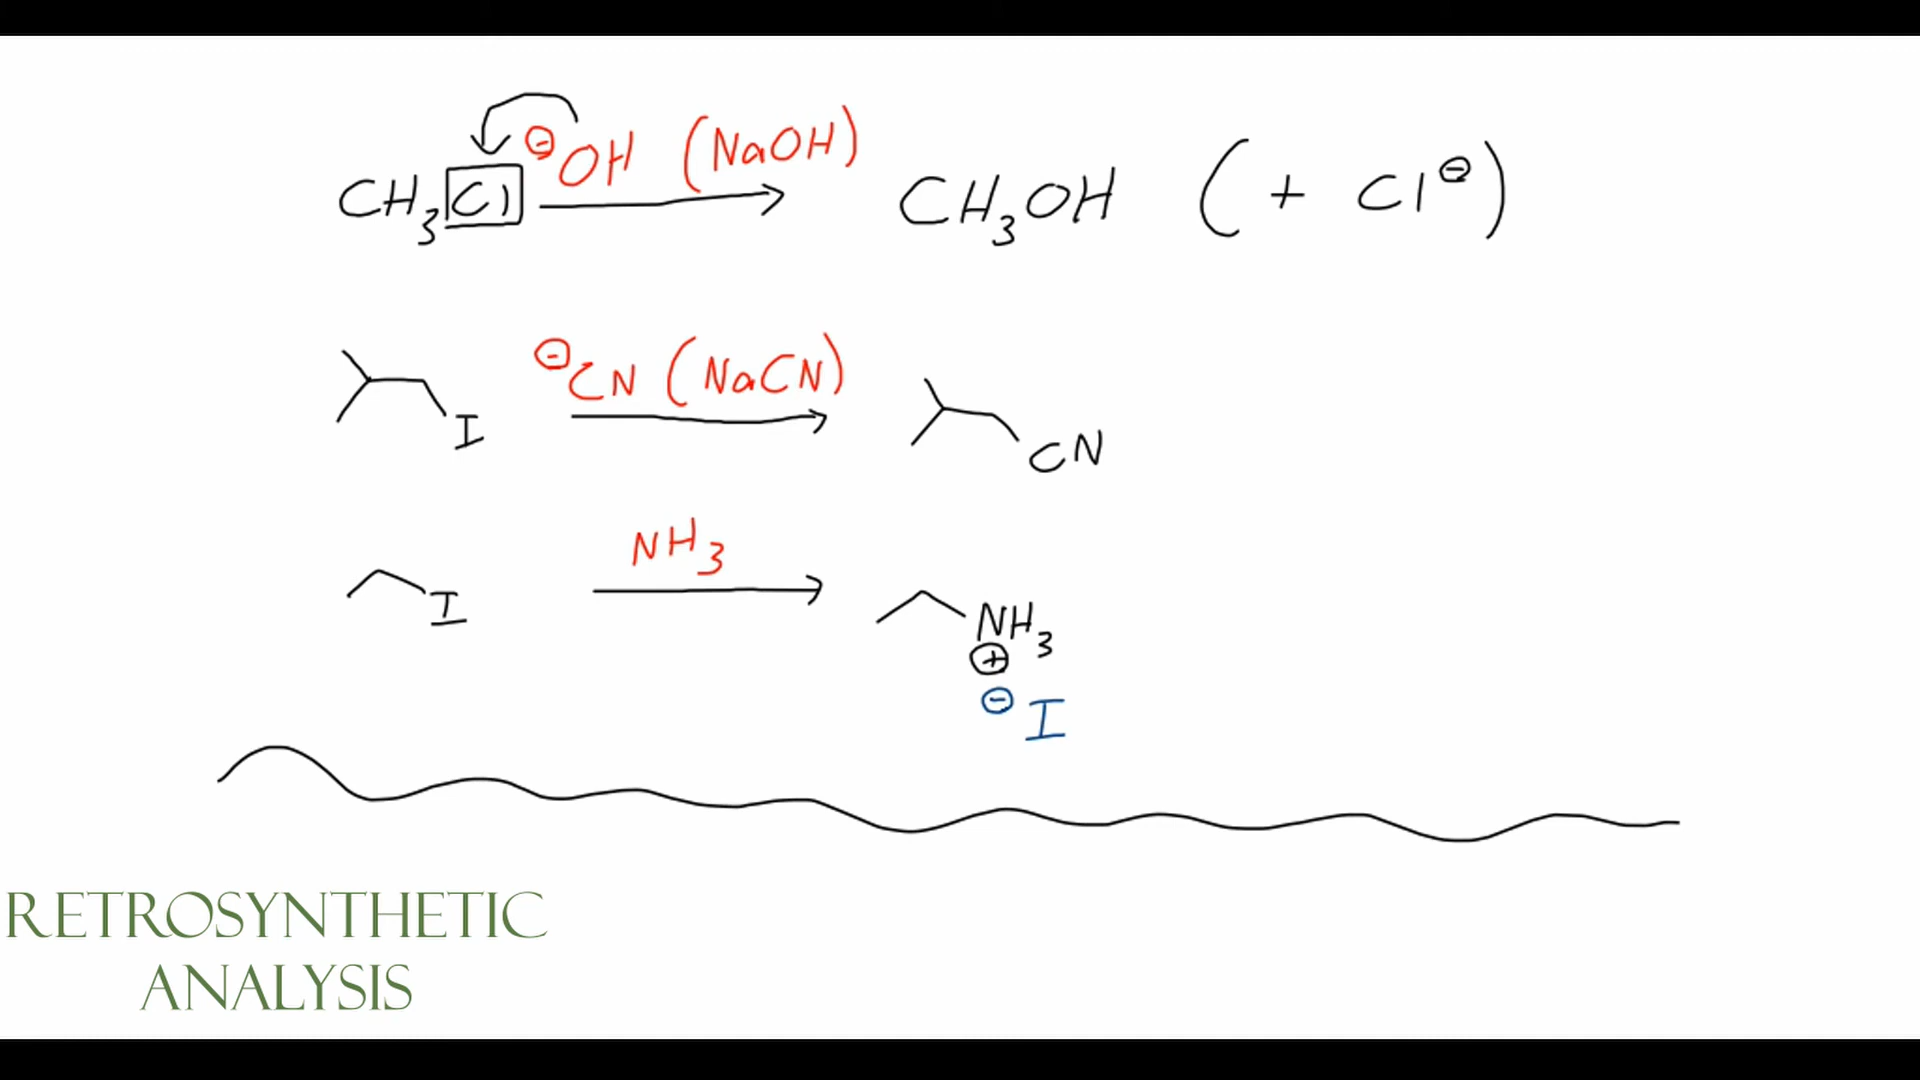 ⊖OH (NaOH)
CH₃Cl → CH₃OH (+ Cl⊖)
⊖CN (NaCN)
I → CN
NH₃
I → NH₃
⊕
⊖ I
RETROSYNTHETIC
ANALYSIS